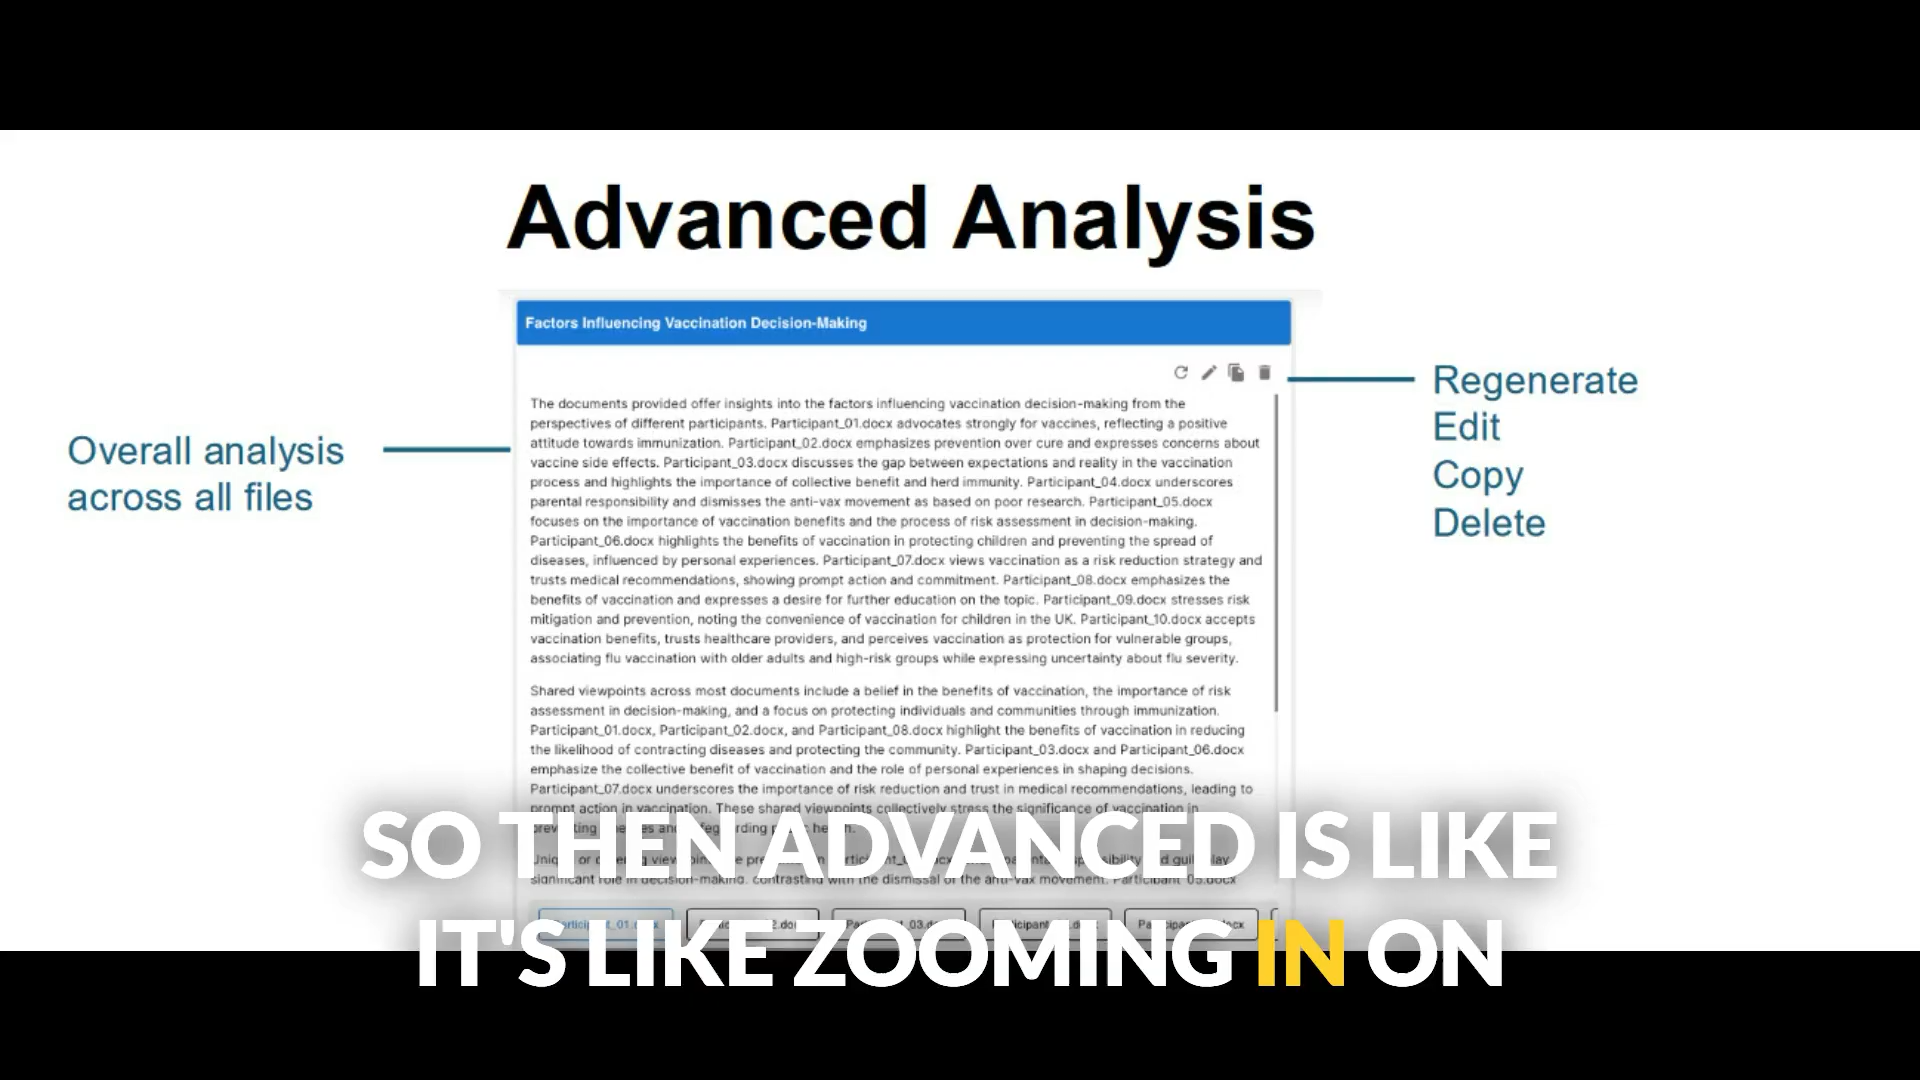 Advanced Analysis
Factors Influencing Vaccination Decision-Making
Overall analysis
across all files
Regenerate
Edit
Copy
Delete
The documents provided offer insights into the factors influencing vaccination decision-making from the
perspectives of different participants. Participant_01.docx advocates strongly for vaccines, reflecting a positive
attitude towards immunization. Participant_02.docx emphasizes prevention over cure and expresses concerns about
vaccine side effects. Participant_03.docx discusses the gap between expectations and reality in the vaccination
process and highlights the importance of collective benefit and herd immunity. Participant_04.docx underscores
parental responsibility and dismisses the anti-vax movement as based on poor research. Participant_05.docx
focuses on the importance of vaccination benefits and the process of risk assessment in decision-making.
Participant_06.docx highlights the benefits of vaccination in protecting children and preventing the spread of
diseases, influenced by personal experiences. Participant_07.docx views vaccination as a risk reduction strategy and
trusts medical recommendations, showing prompt action and commitment. Participant_08.docx emphasizes the
benefits of vaccination and expresses a desire for further education on the topic. Participant_09.docx stresses risk
mitigation and prevention, noting the convenience of vaccination for children in the UK. Participant_10.docx accepts
vaccination benefits, trusts healthcare providers, and perceives vaccination as protection for vulnerable groups,
associating flu vaccination with older adults and high-risk groups while expressing uncertainty about flu severity.
Shared viewpoints across most documents include a belief in the benefits of vaccination, the importance of risk
assessment in decision-making, and a focus on protecting individuals and communities through immunization.
Participant_01.docx, Participant_02.docx, and Participant_08.docx highlight the benefits of vaccination in reducing
the likelihood of contracting diseases and protecting the community. Participant_03.docx and Participant_06.docx
emphasize the collective benefit of vaccination and the role of personal experiences in shaping decisions.
Participant_07.docx underscores the importance of risk reduction and trust in medical recommendations, leading to
prompt action in vaccination. These shared viewpoints collectively stress the significance of vaccination in
significant role in decision-making, contrasting with the dismissal of the anti-vax movement. Participant_05.docx
SO THEN ADVANCED IS LIKE
IT'S LIKE ZOOMING IN ON